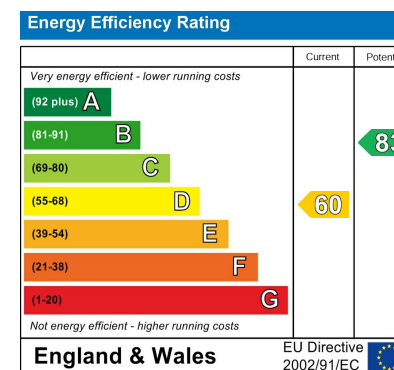 Energy Efficiency Rating
Current
Very energy efficient - lower running costs
(92 plus) A
(81-91) B
83
(69-80) C
(55-68) D
60
(39-54) E
(21-38) F
(1-20) G
Not energy efficient - higher running costs
England & Wales
EU Directive
2002/91/EC